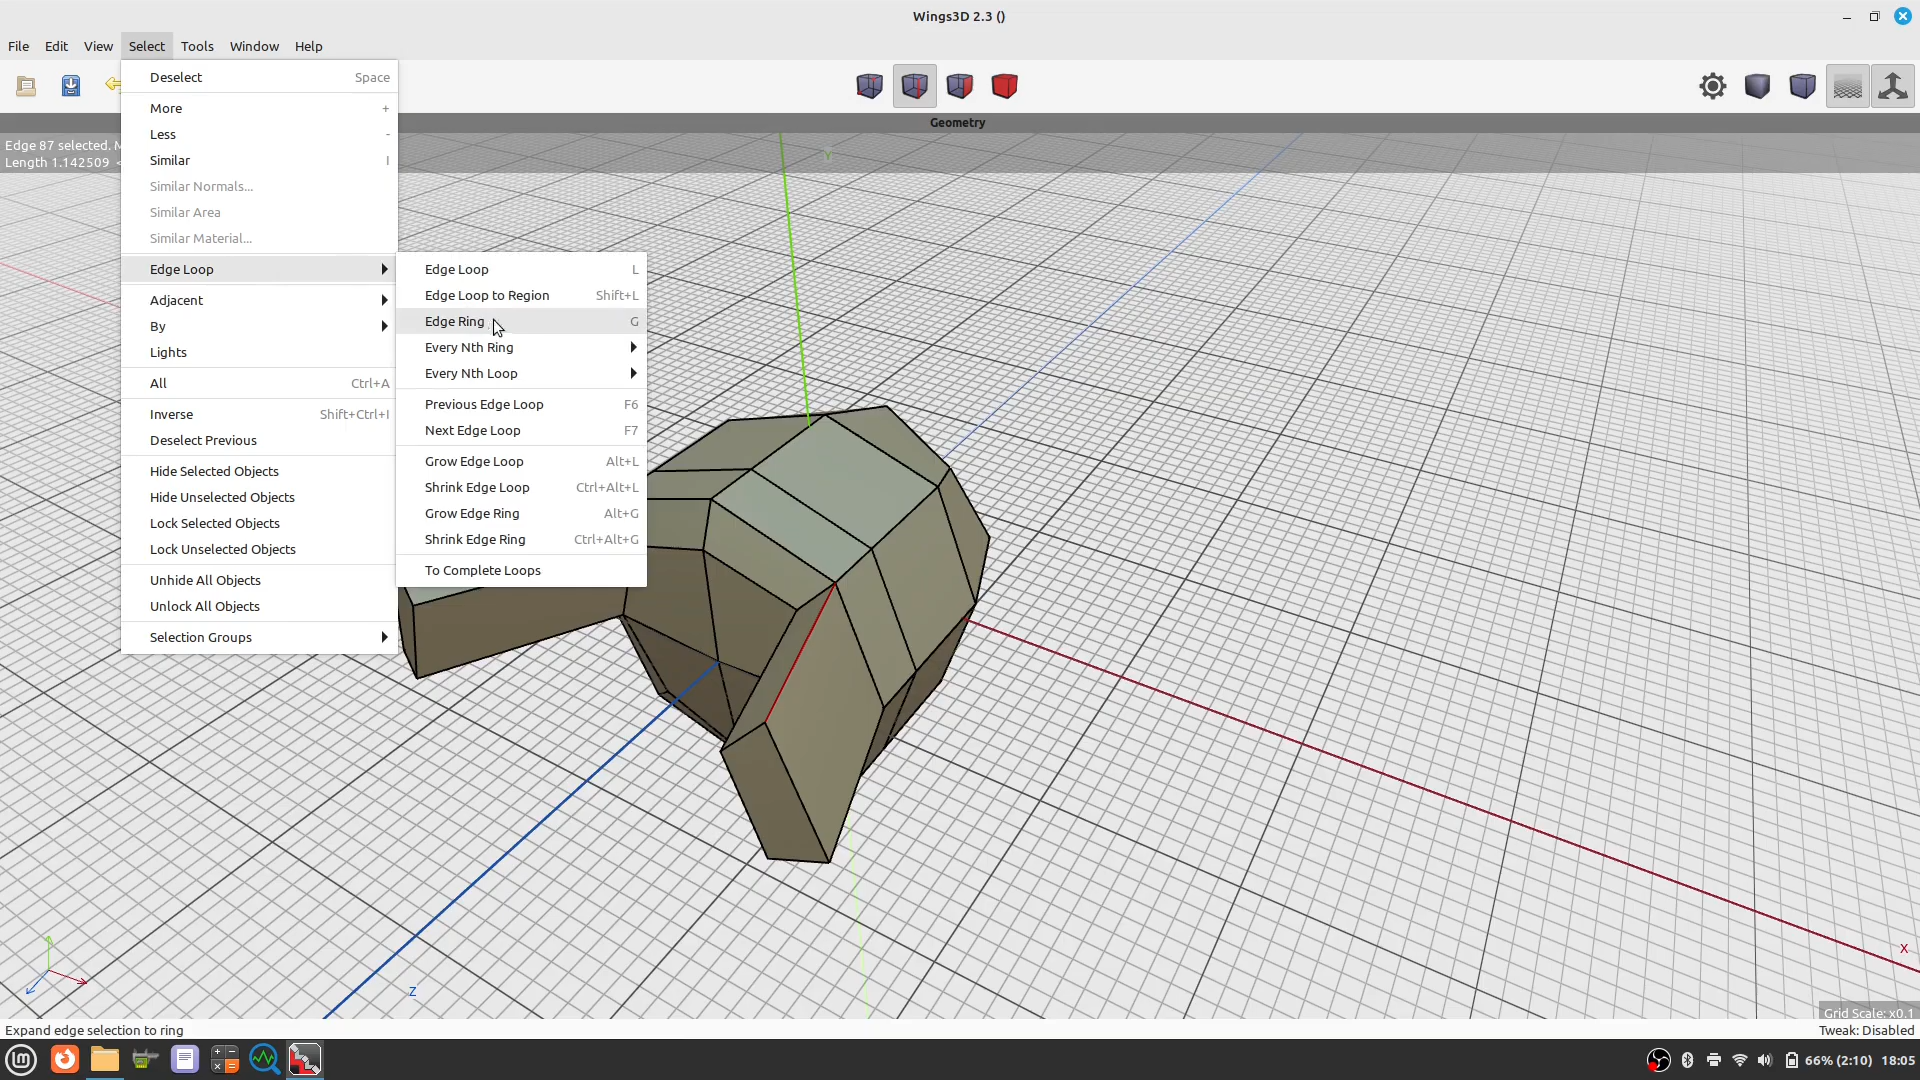 Wings3D 2.3 ()
File Edit View Select Tools Window Help
Geometry
Edge 87 selected. M
Length 1.142509 <
Deselect Space
More +
Less -
Similar I
Similar Normals...
Similar Area
Similar Material...
Edge Loop
Adjacent
By
Lights
All Ctrl+A
Inverse Shift+Ctrl+I
Deselect Previous
Hide Selected Objects
Hide Unselected Objects
Lock Selected Objects
Lock Unselected Objects
Unhide All Objects
Unlock All Objects
Selection Groups
Edge Loop L
Edge Loop to Region Shift+L
Edge Ring G
Every Nth Ring
Every Nth Loop
Previous Edge Loop F6
Next Edge Loop F7
Grow Edge Loop Alt+L
Shrink Edge Loop Ctrl+Alt+L
Grow Edge Ring Alt+G
Shrink Edge Ring Ctrl+Alt+G
To Complete Loops
Y
X
Z
Grid Scale: x0.1
Expand edge selection to ring
Tweak: Disabled
66% (2:10) 18:05